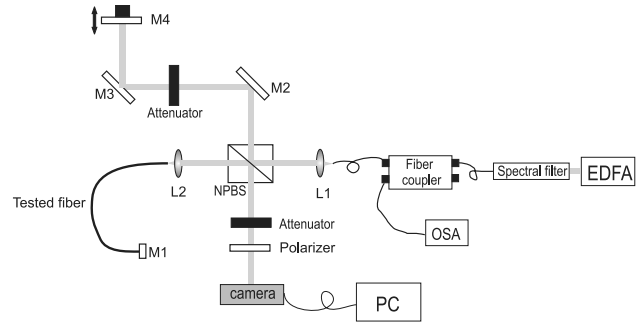 M4
M3
Attenuator
M2
L2
NPBS
L1
Fiber
coupler
Spectral filter
EDFA
Tested fiber
M1
Attenuator
Polarizer
OSA
camera
PC